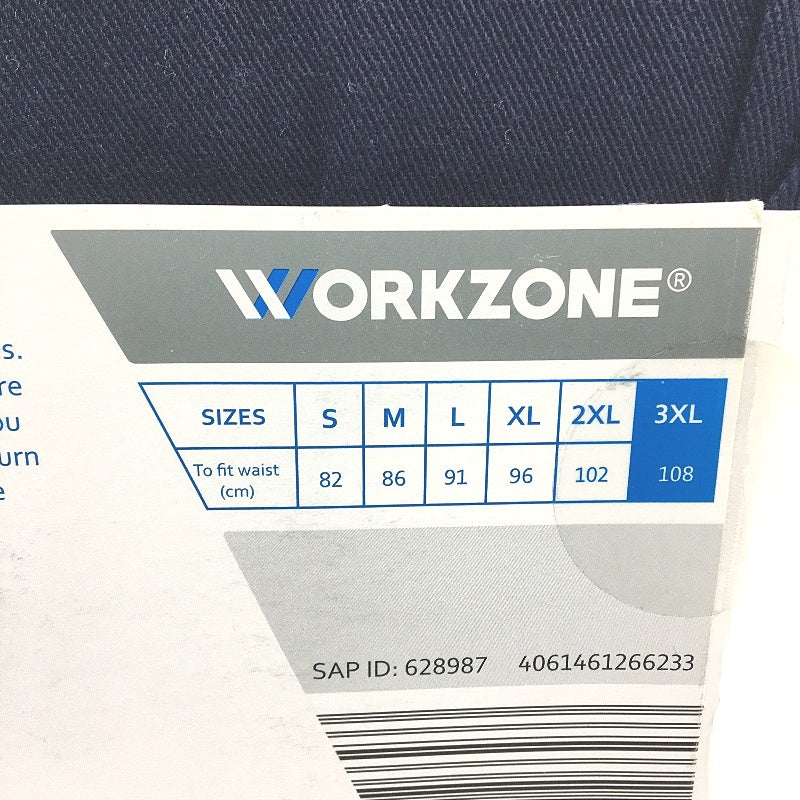 WORKZONE®
SIZES S M L XL 2XL 3XL
To fit waist (cm) 82 86 91 96 102 108
s.
re
ou
urn
e
SAP ID: 628987 4061461266233